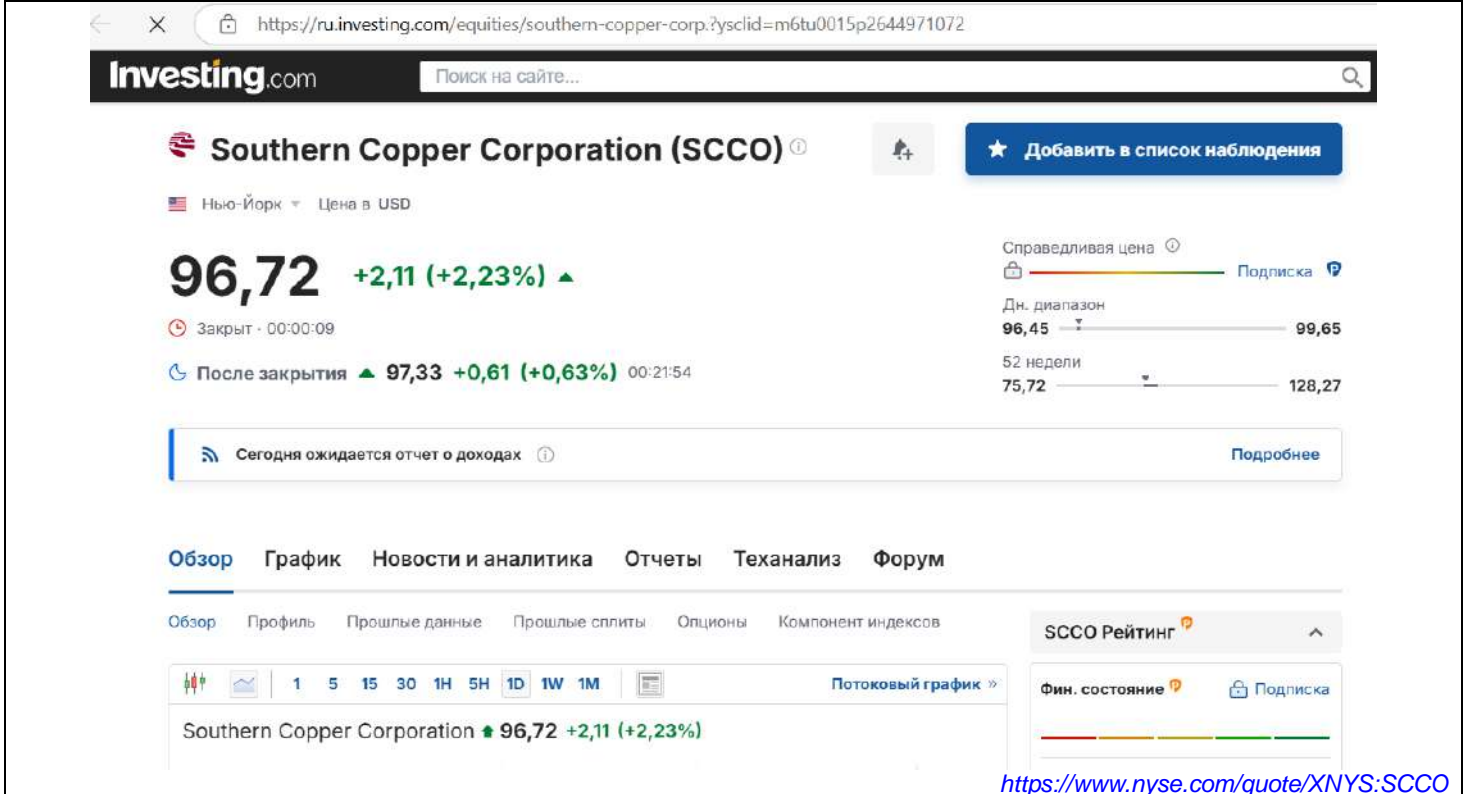 https://ru.investing.com/equities/southern-copper-corp.?ysclid=m6tu0015p2644971072
Investing.com
Поиск на сайте...
Southern Copper Corporation (SCCO)
Добавить в список наблюдения
Нью-Йорк Цена в USD
96,72 +2,11 (+2,23%)
Закрыт · 00:00:09
После закрытия 97,33 +0,61 (+0,63%) 00:21:54
Справедливая цена
Подписка
Дн. диапазон
96,45 99,65
52 недели
75,72 128,27
Сегодня ожидается отчет о доходах
Подробнее
Обзор График Новости и аналитика Отчеты Теханализ Форум
Обзор Профиль Прошлые данные Прошлые сплиты Опционы Компонент индексов
1 5 15 30 1H 5H 1D 1W 1M Потоковый график »
Southern Copper Corporation 96,72 +2,11 (+2,23%)
SCCO Рейтинг
Фин. состояние Подписка
https://www.nyse.com/quote/XNYS:SCCO